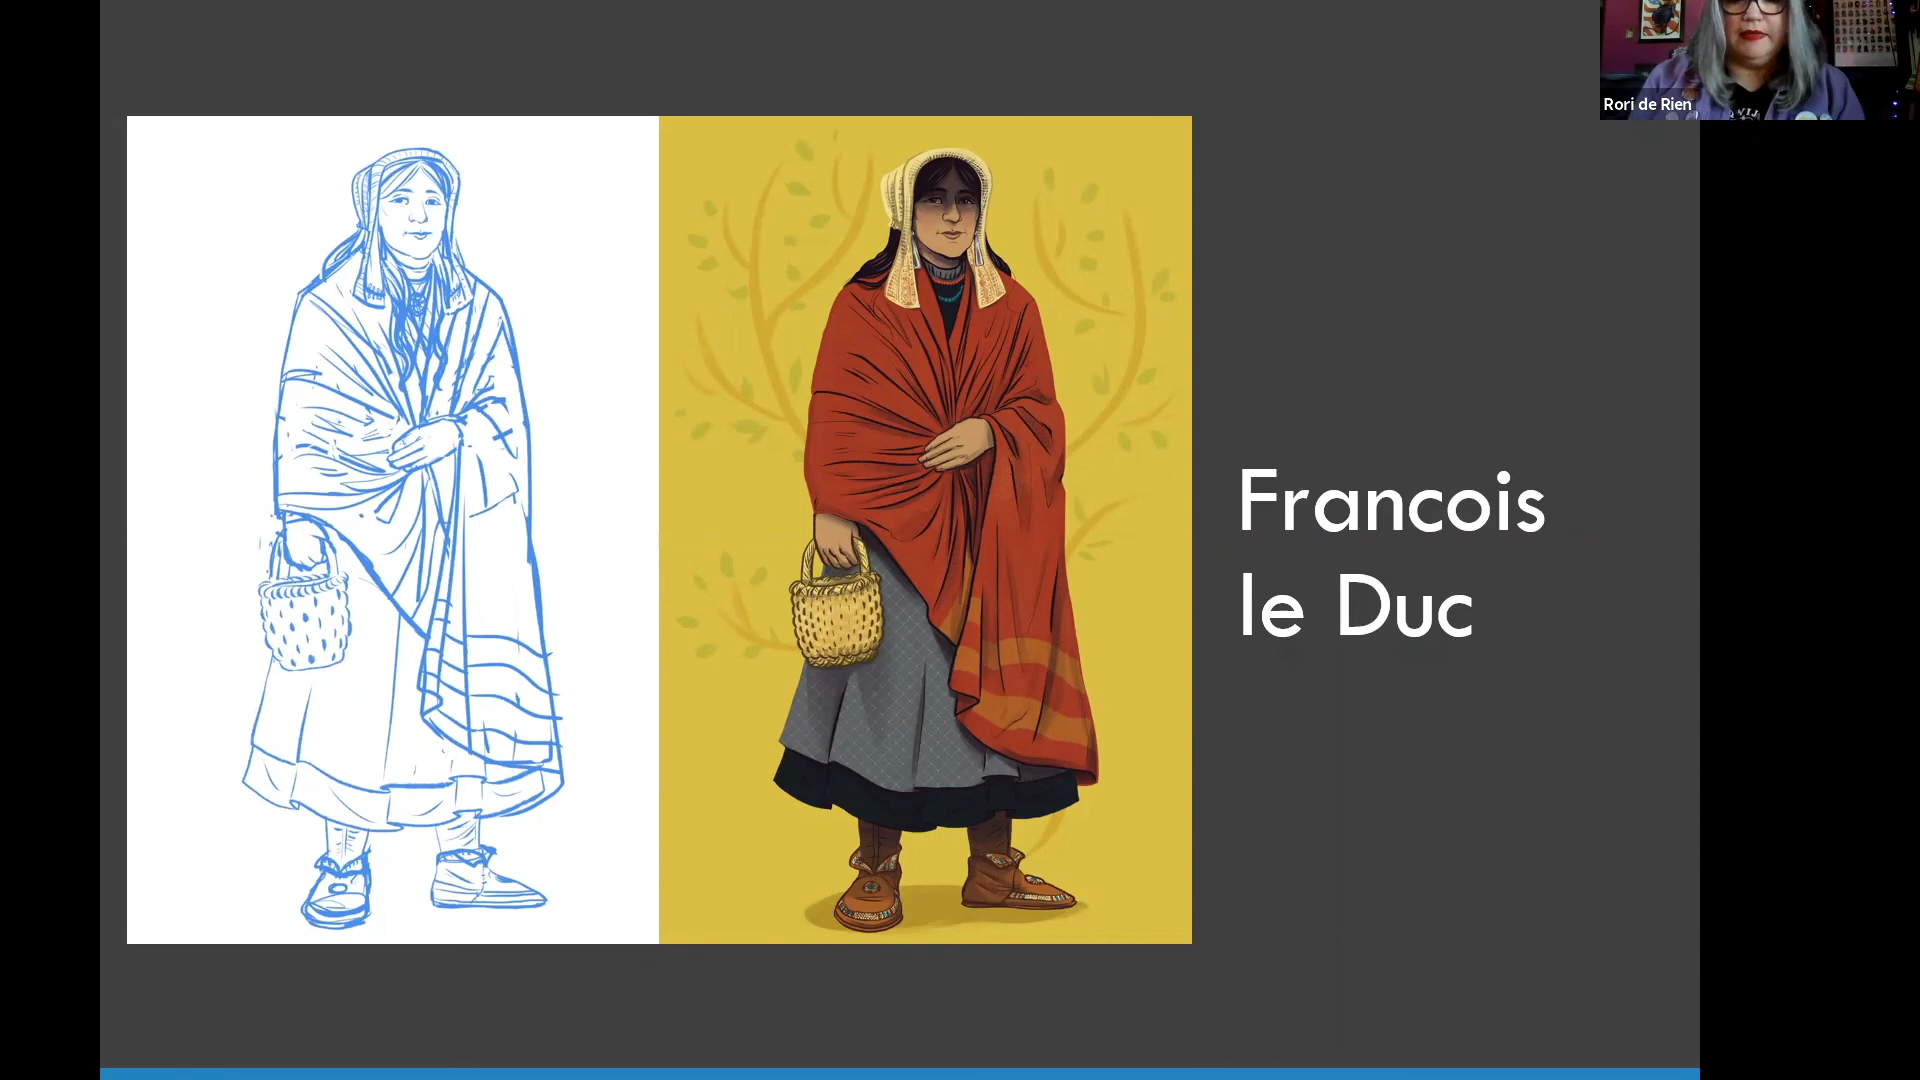 Rori de Rien
Francois
le Duc